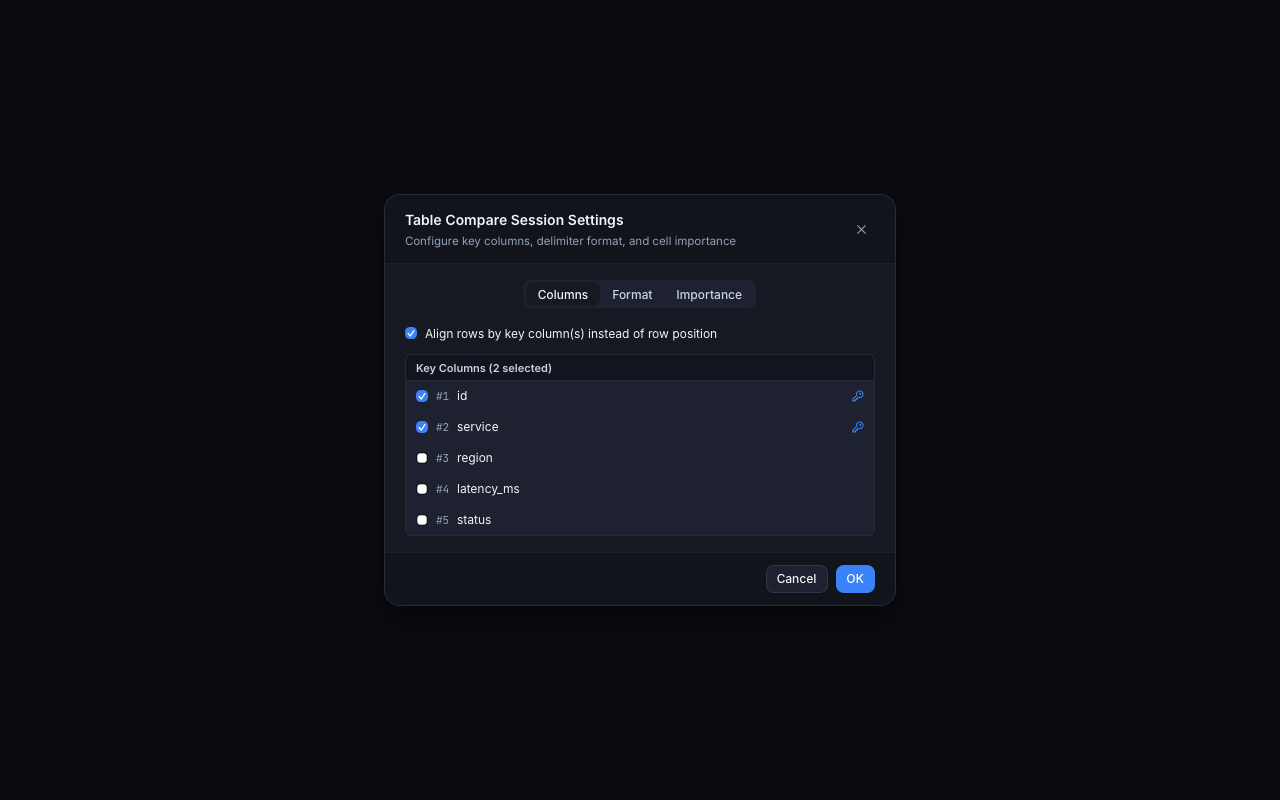 Table Compare Session Settings
Configure key columns, delimiter format, and cell importance
Columns Format Importance
Align rows by key column(s) instead of row position
Key Columns (2 selected)
#1 id
#2 service
#3 region
#4 latency_ms
#5 status
Cancel OK